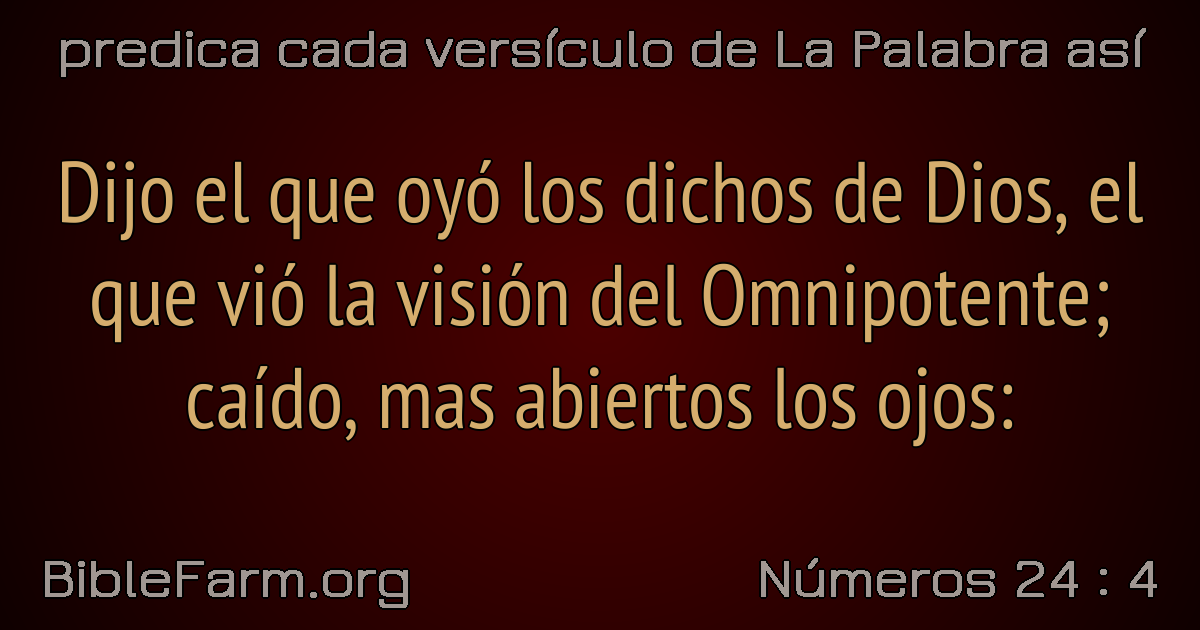 predica cada versículo de La Palabra así
Dijo el que oyó los dichos de Dios, el
que vió la visión del Omnipotente;
caído, mas abiertos los ojos:
BibleFarm.org
Números 24 : 4